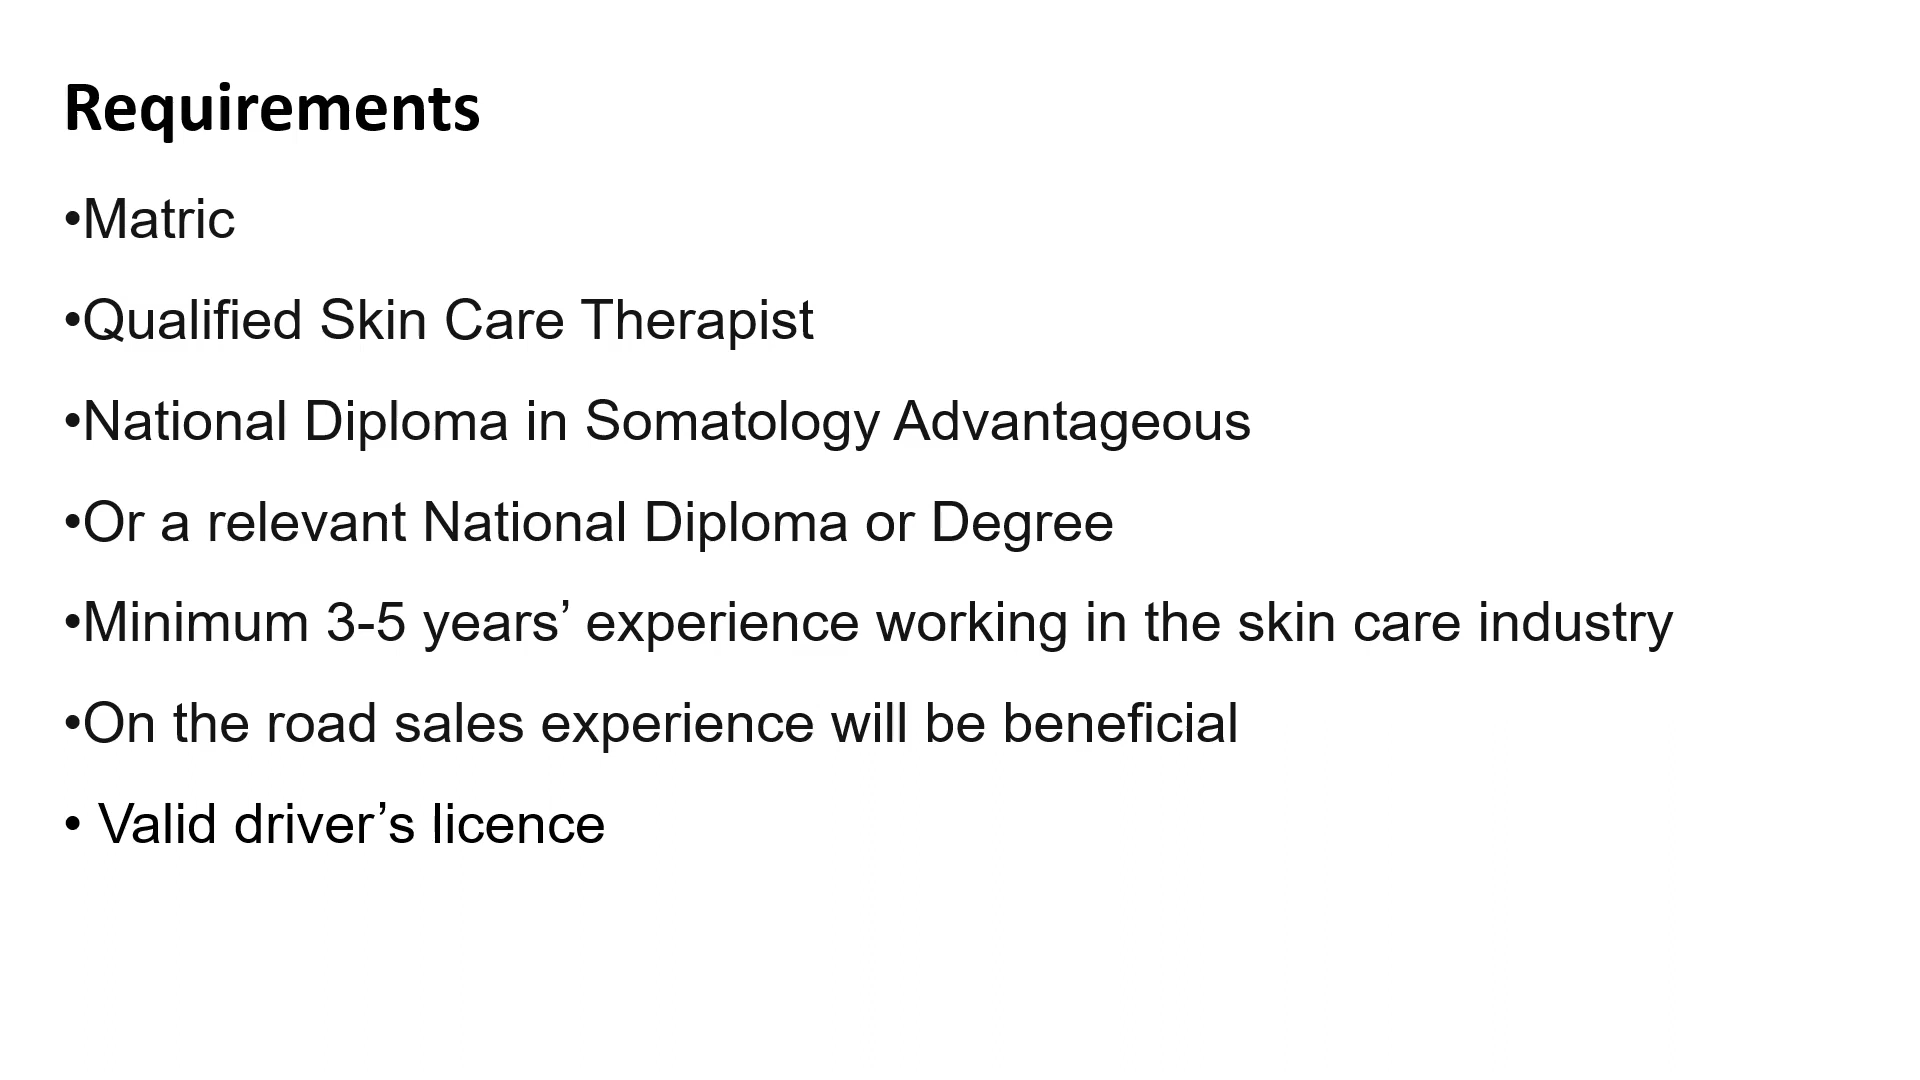 Requirements
•Matric
•Qualified Skin Care Therapist
•National Diploma in Somatology Advantageous
•Or a relevant National Diploma or Degree
•Minimum 3-5 years’ experience working in the skin care industry
•On the road sales experience will be beneficial
• Valid driver’s licence